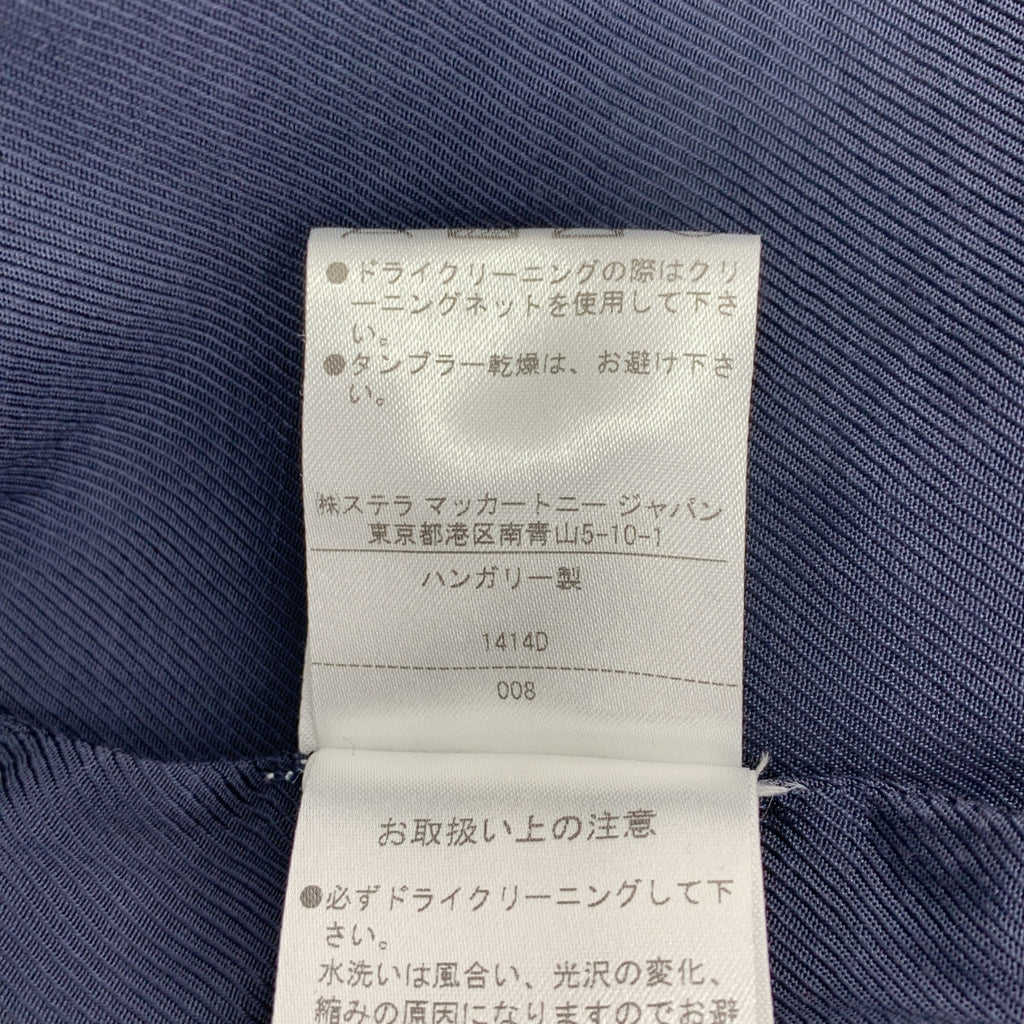 ●ドライクリーニングの際はクリ
ーニングネットを使用して下さ
い。
●タンブラー乾燥は、お避け下さ
い。
㈱ステラ マッカートニー ジャパン
東京都港区南青山5-10-1
ハンガリー製
1414D
008
お取扱い上の注意
●必ずドライクリーニングして下
さい。
水洗いは風合い、光沢の変化、
縮みの原因になりますのでお避